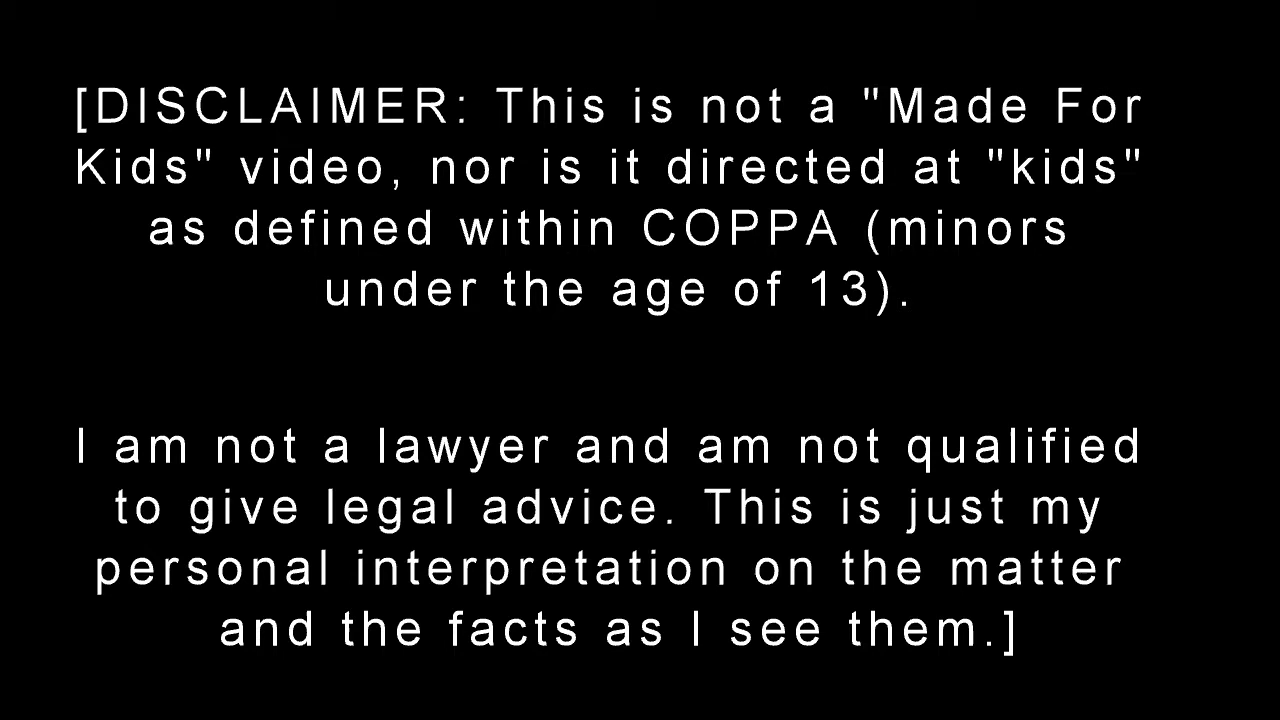 [DISCLAIMER: This is not a "Made For
Kids" video, nor is it directed at "kids"
as defined within COPPA (minors
under the age of 13).
I am not a lawyer and am not qualified
to give legal advice. This is just my
personal interpretation on the matter
and the facts as I see them.]